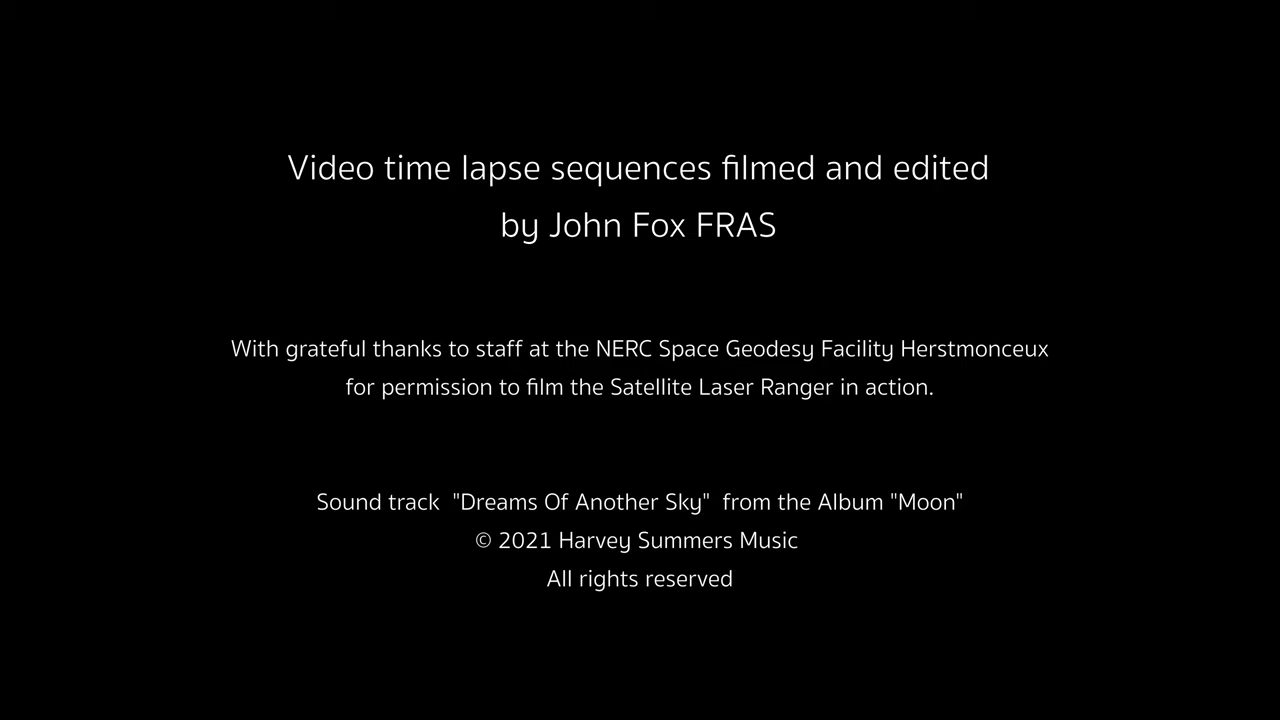 Video time lapse sequences filmed and edited
by John Fox FRAS
With grateful thanks to staff at the NERC Space Geodesy Facility Herstmonceux
for permission to film the Satellite Laser Ranger in action.
Sound track  "Dreams Of Another Sky"  from the Album "Moon"
© 2021 Harvey Summers Music
All rights reserved